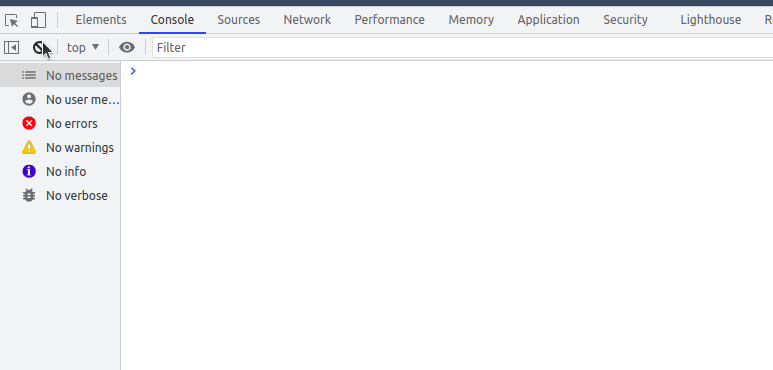 Elements Console Sources Network Performance Memory Application Security Lighthouse R
top Filter
No messages
No user me...
No errors
No warnings
No info
No verbose